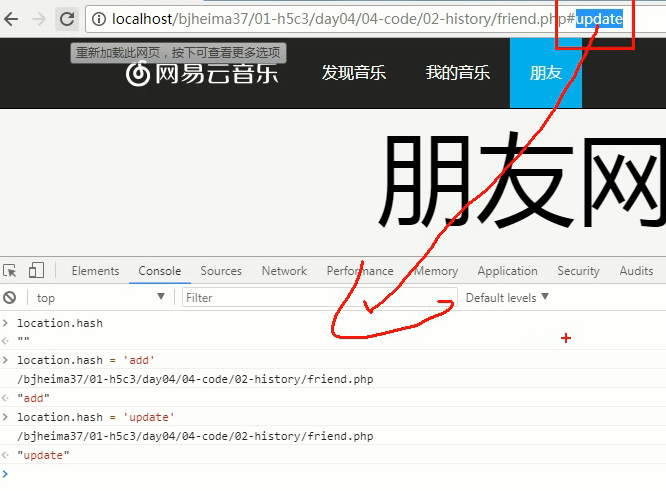 localhost/bjheima37/01-h5c3/day04/04-code/02-history/friend.php#update
重新加载此网页，按下可查看更多选项
网易云音乐 发现音乐 我的音乐 朋友
朋友网
Elements Console Sources Network Performance Memory Application Security Audits
top Filter Default levels
location.hash
""
location.hash = 'add'
/bjheima37/01-h5c3/day04/04-code/02-history/friend.php
"add"
location.hash = 'update'
/bjheima37/01-h5c3/day04/04-code/02-history/friend.php
"update"